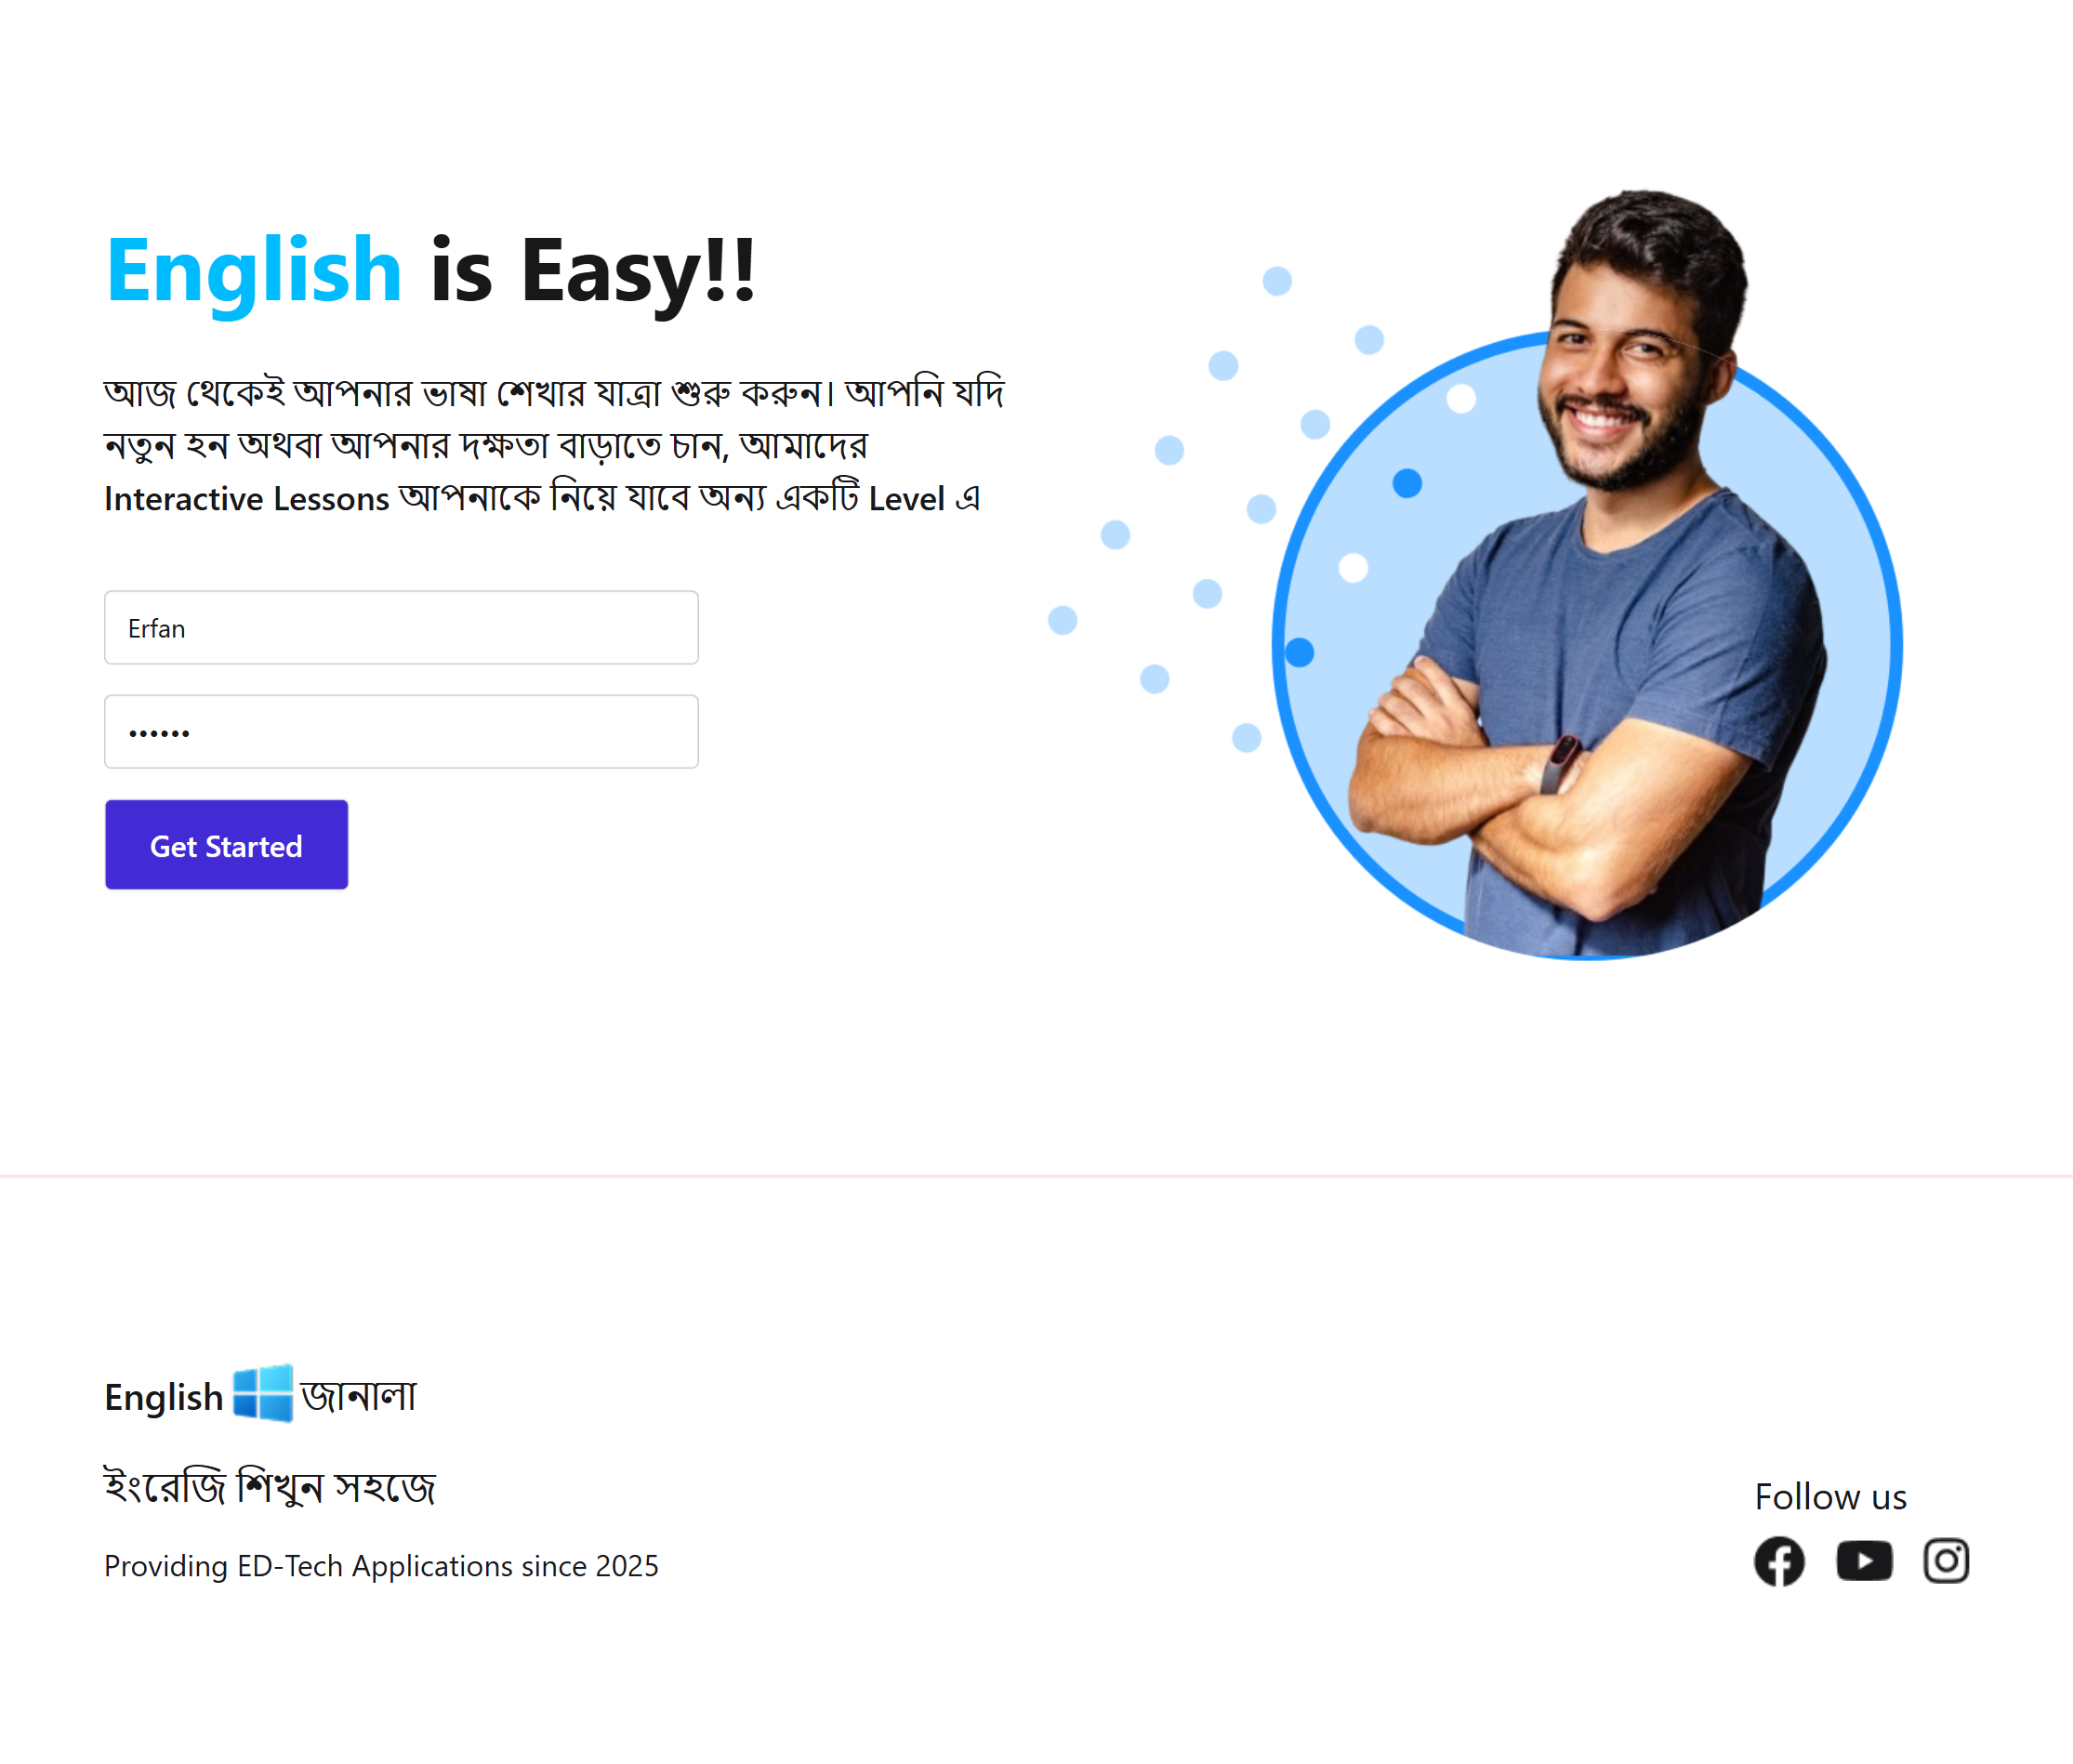 English is Easy!!
আজ থেকেই আপনার ভাষা শেখার যাত্রা শুরু করুন। আপনি যদি
নতুন হন অথবা আপনার দক্ষতা বাড়াতে চান, আমাদের
Interactive Lessons আপনাকে নিয়ে যাবে অন্য একটি Level এ
Erfan
••••••
Get Started
English জানালা
ইংরেজি শিখুন সহজে
Providing ED-Tech Applications since 2025
Follow us